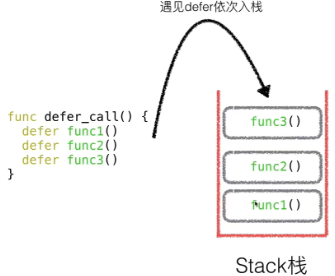 遇见defer依次入栈
func defer_call() {
  defer func1()
  defer func2()
  defer func3()
}
func3()
func2()
func1()
Stack栈